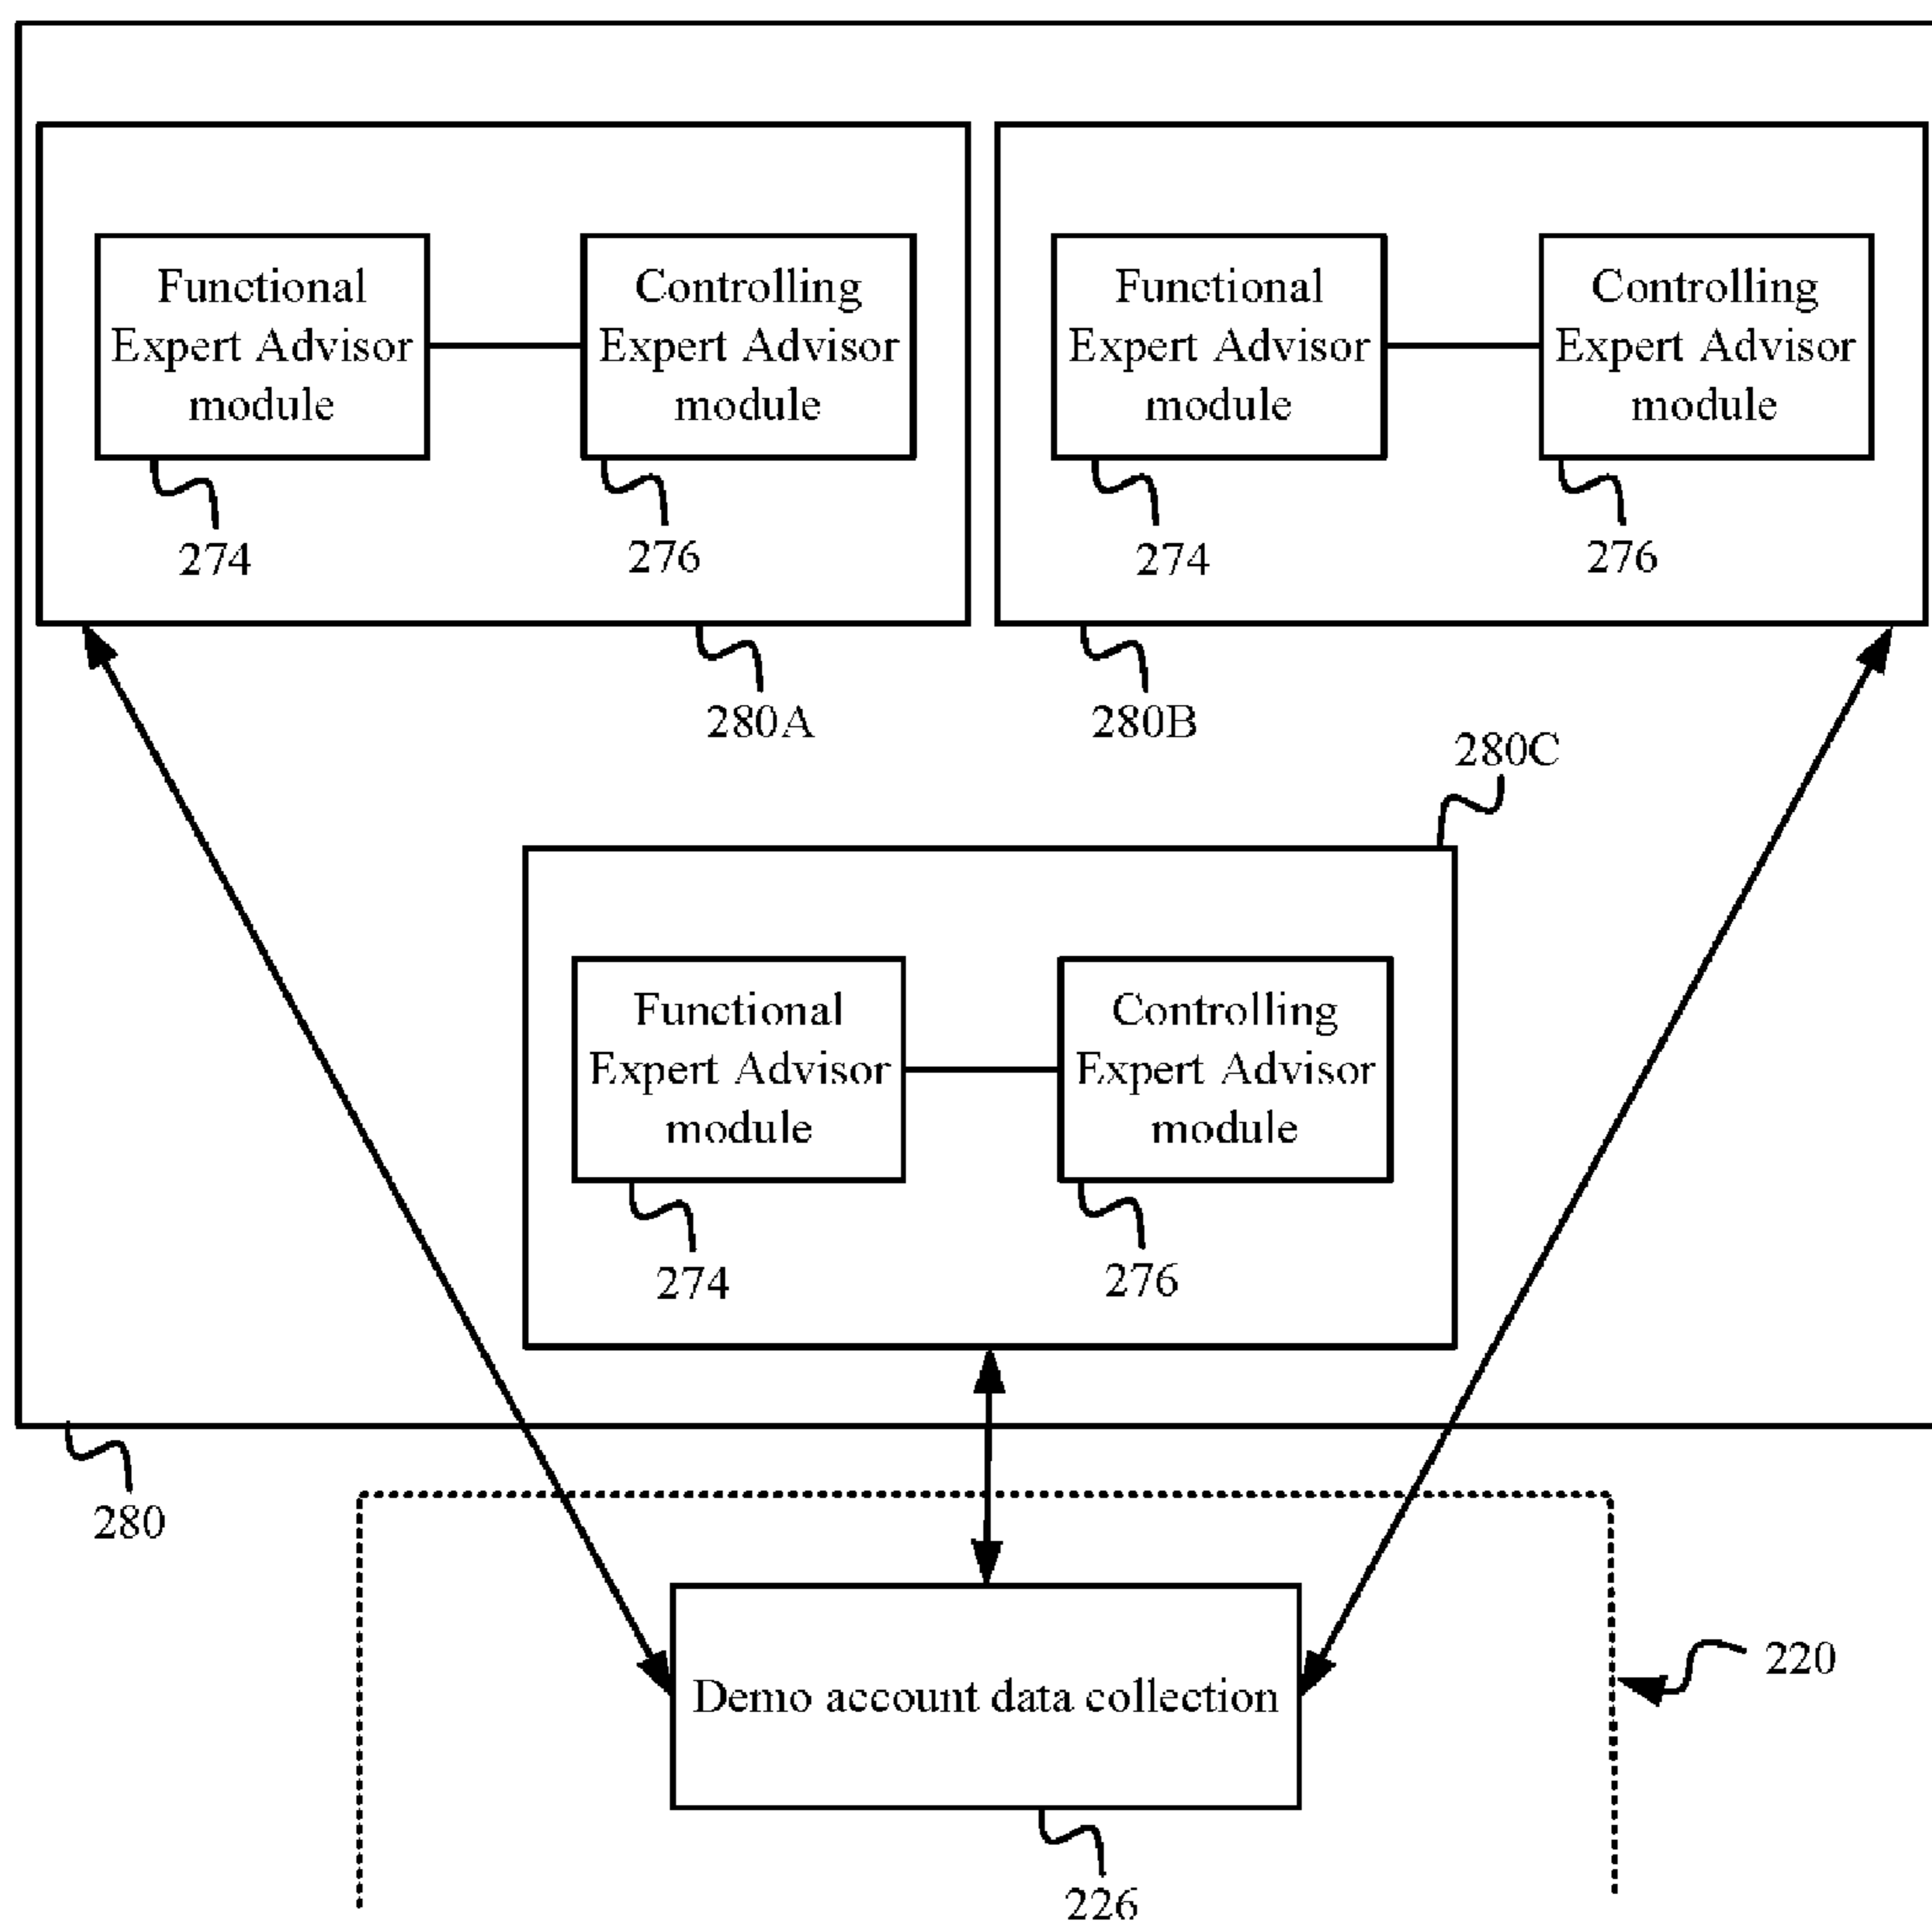 Functional
Expert Advisor
module
Controlling
Expert Advisor
module
Functional
Expert Advisor
module
Controlling
Expert Advisor
module
274
276
274
276
280A
280B
280C
Functional
Expert Advisor
module
Controlling
Expert Advisor
module
274
276
280
220
Demo account data collection
226